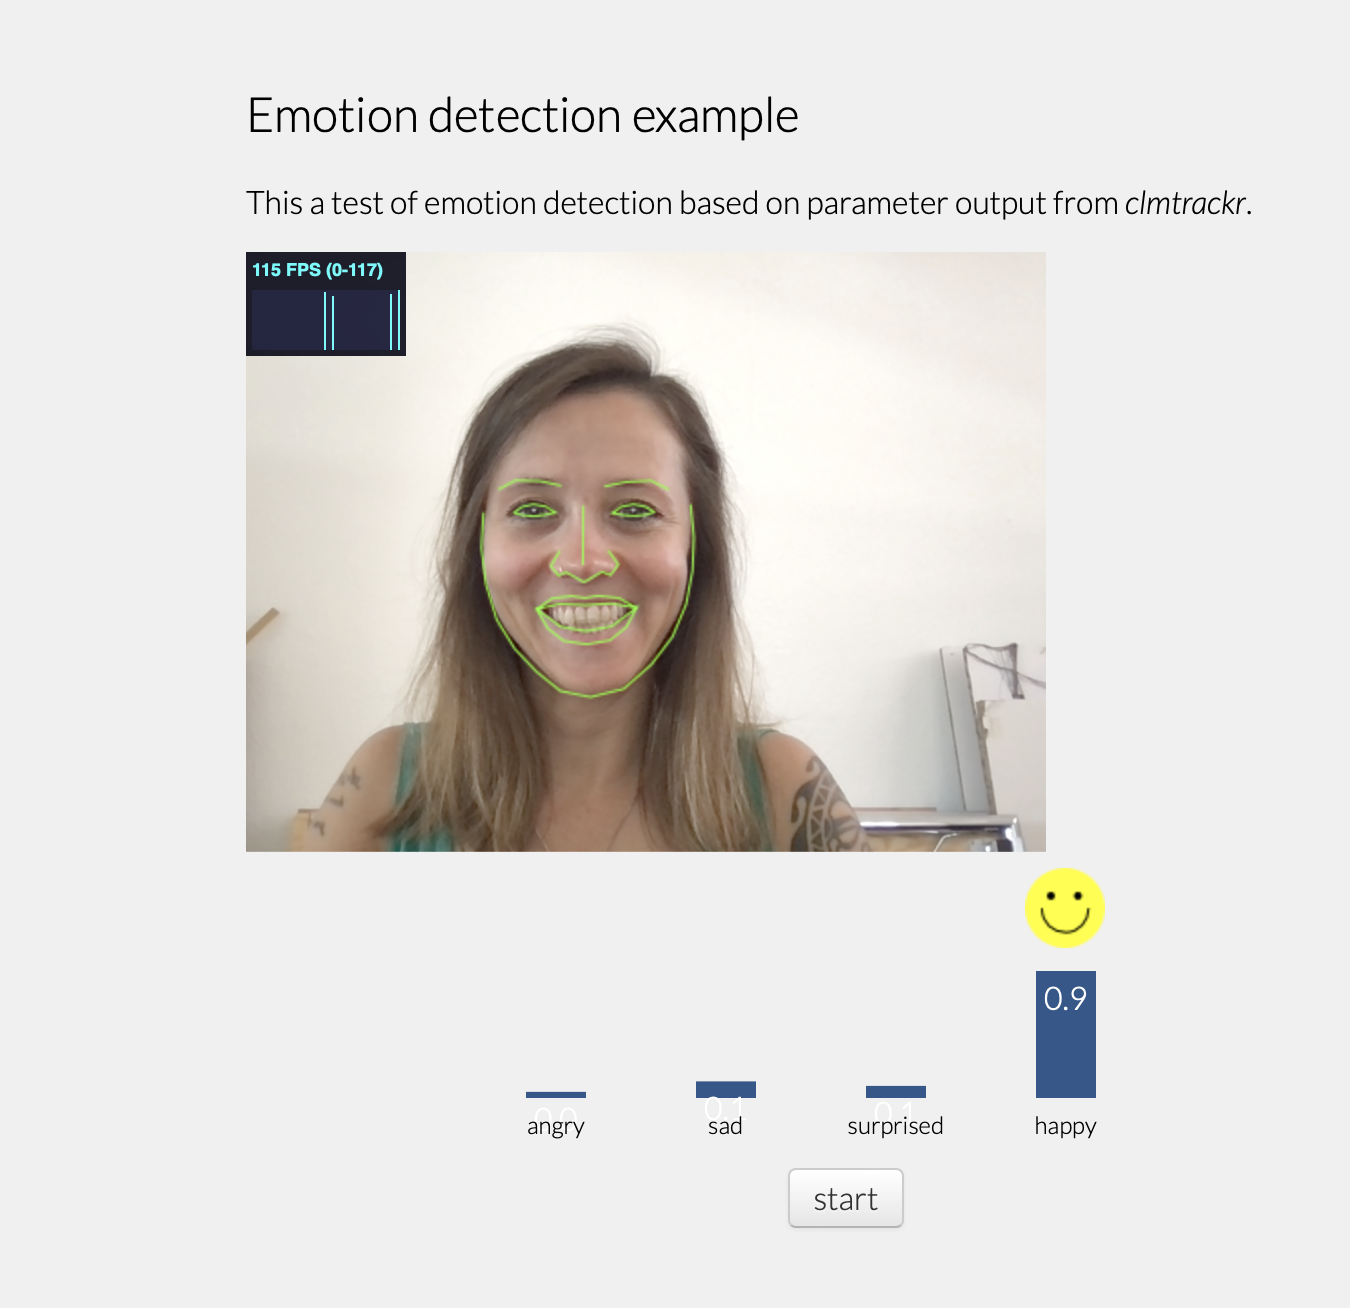 Emotion detection example
This a test of emotion detection based on parameter output from clmtrackr.
115 FPS (0-117)
0.9
0.0
0.1
0.1
angry
sad
surprised
happy
start